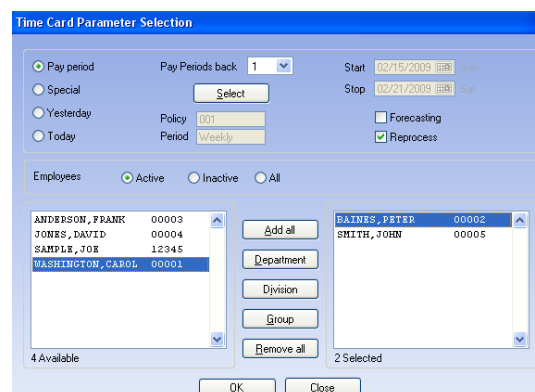 Time Card Parameter Selection
Pay period
Pay Periods back 1
Start 02/15/2009 Sun
Special
Select
Stop 02/21/2009 Sat
Yesterday
Policy 001
Forecasting
Today
Period Weekly
Reprocess
Employees Active Inactive All
ANDERSON,FRANK 00003
JONES,DAVID 00004
SAMPLE,JOE 12345
WASHINGTON,CAROL 00001
4 Available
Add all
Department
Division
Group
Remove all
BAINES,PETER 00002
SMITH,JOHN 00005
2 Selected
OK Close